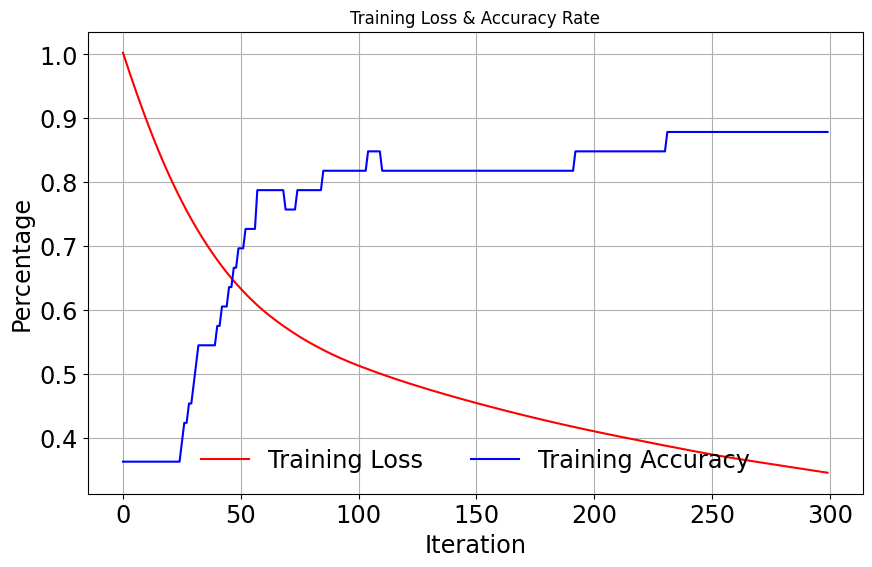 Training Loss & Accuracy Rate
1.0
0.9
0.8
0.7
0.6
0.5
0.4
Percentage
Training Loss Training Accuracy
0 50 100 150 200 250 300
Iteration